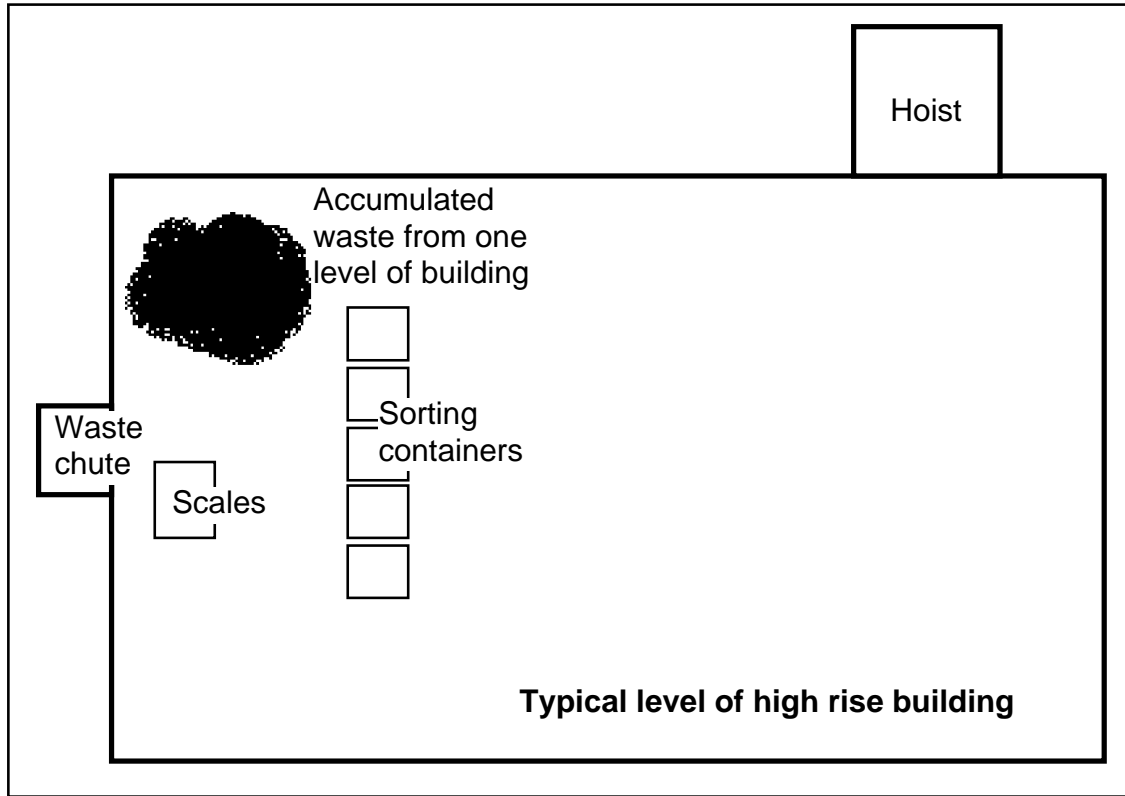 Hoist
Accumulated
waste from one
level of building
Sorting
containers
Waste
chute
Scales
Typical level of high rise building